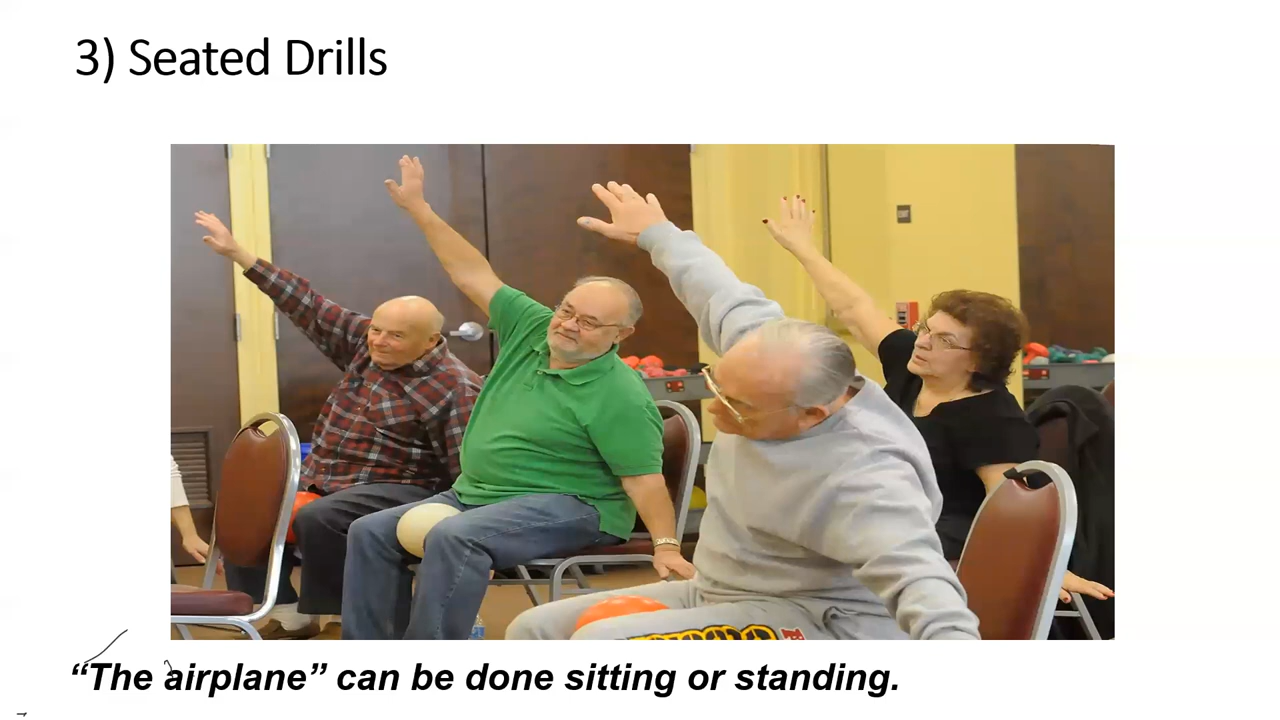 3) Seated Drills
“The airplane” can be done sitting or standing.